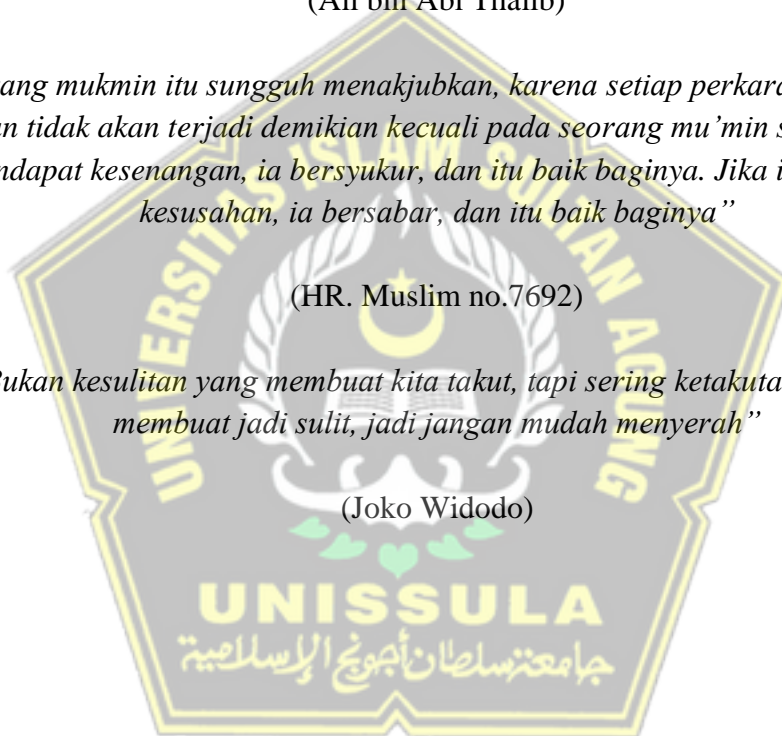 (Ali bin Abi Thalib)
ang mukmin itu sungguh menakjubkan, karena setiap perkara
n tidak akan terjadi demikian kecuali pada seorang mu’min s
ndapat kesenangan, ia bersyukur, dan itu baik baginya. Jika i
kesusahan, ia bersabar, dan itu baik baginya”
(HR. Muslim no.7692)
Bukan kesulitan yang membuat kita takut, tapi sering ketakuta
membuat jadi sulit, jadi jangan mudah menyerah”
(Joko Widodo)
UNIVERSITAS ISLAM SULTAN AGUNG
UNISSULA
جامعة سلطان أجونج الإسلامية